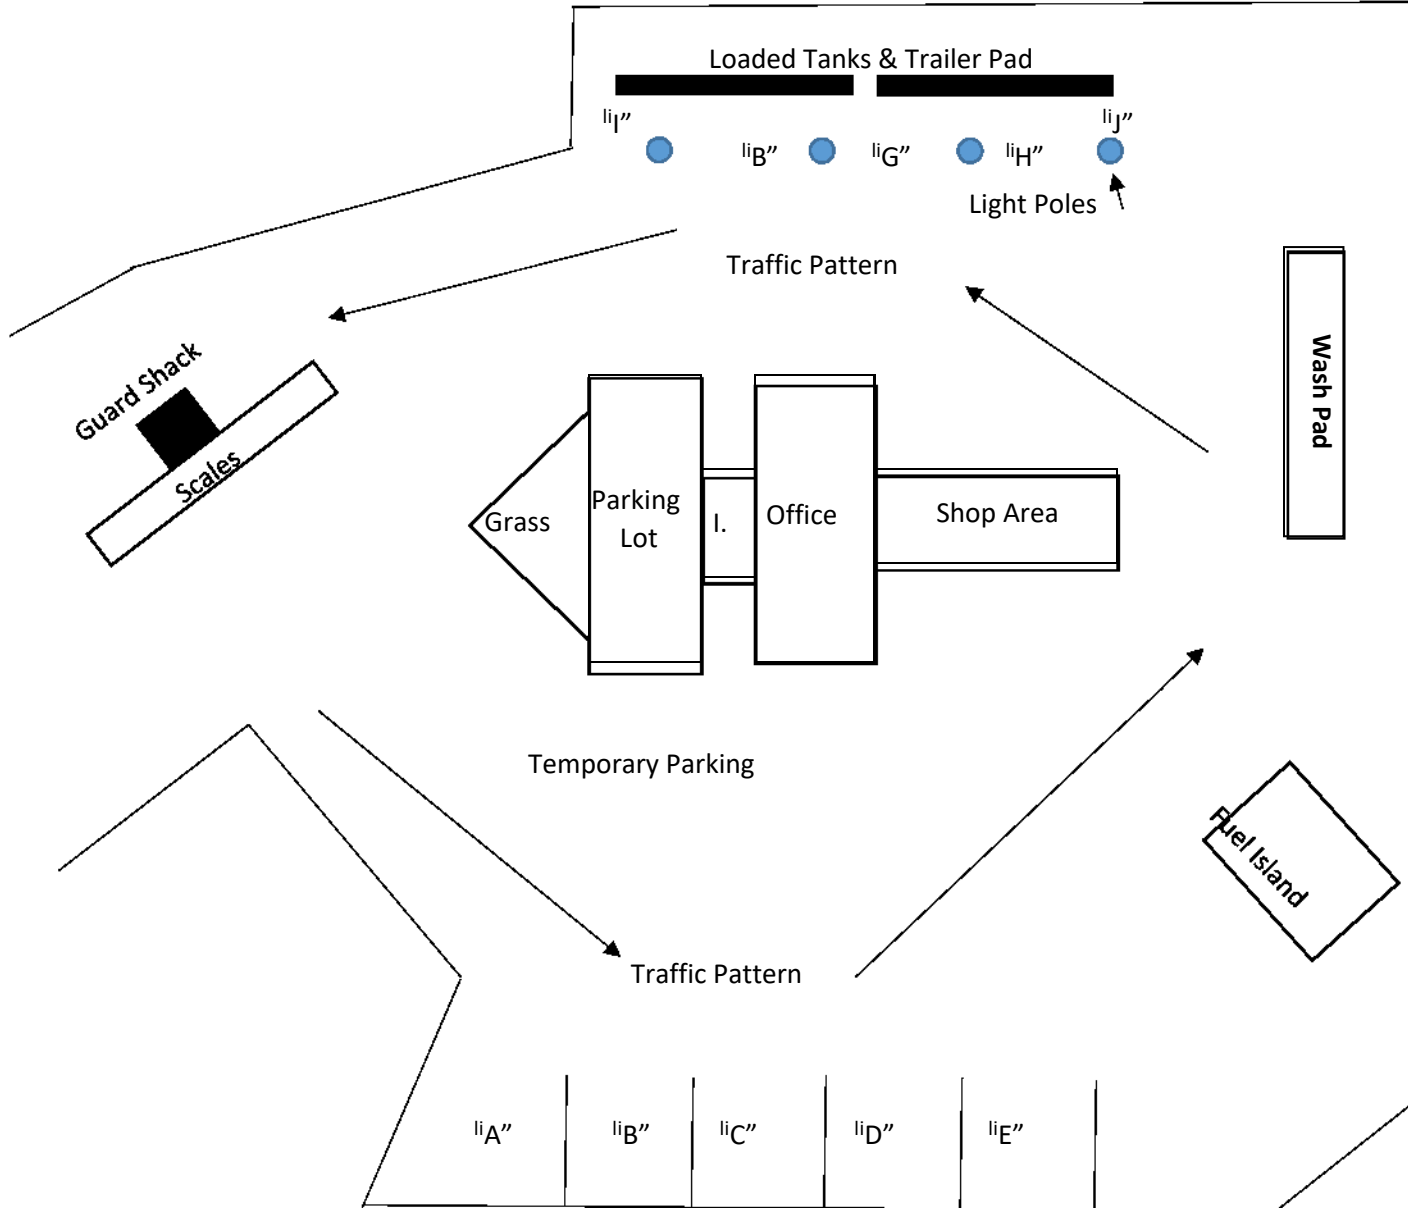 Loaded Tanks & Trailer Pad
liI”
liJ”
liB”
liG”
liH”
Light Poles
Traffic Pattern
Wash Pad
Guard Shack
Scales
Grass
Parking
Lot
I.
Office
Shop Area
Temporary Parking
Fuel Island
Traffic Pattern
liA”
liB”
liC”
liD”
liE”